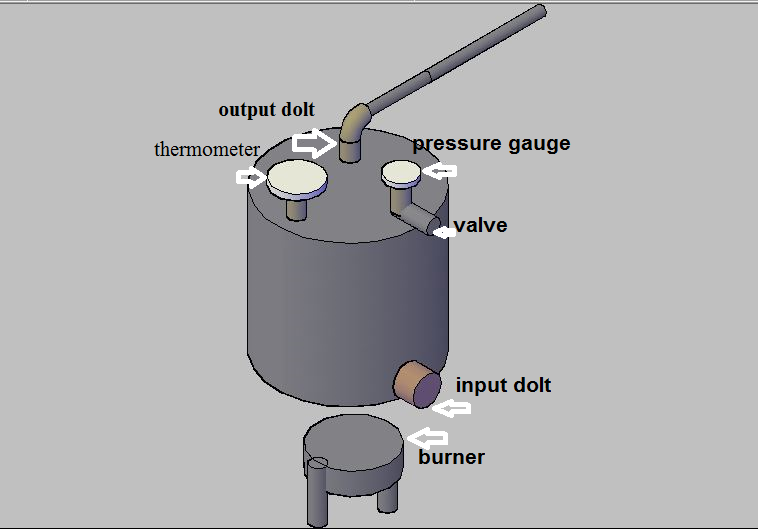 output dolt
thermometer
pressure gauge
valve
input dolt
burner